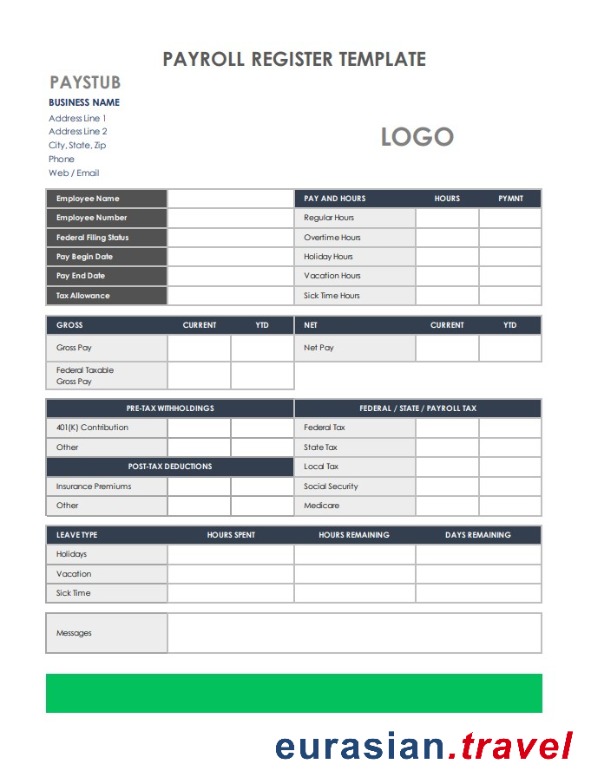 PAYROLL REGISTER TEMPLATE
PAYSTUB
BUSINESS NAME
Address Line 1
Address Line 2
City, State, Zip
Phone
Web / Email
LOGO
Employee Name
Employee Number
Federal Filing Status
Pay Begin Date
Pay End Date
Tax Allowance
PAY AND HOURS HOURS PYMNT
Regular Hours
Overtime Hours
Holiday Hours
Vacation Hours
Sick Time Hours
GROSS CURRENT YTD
Gross Pay
Federal Taxable
Gross Pay
NET CURRENT YTD
Net Pay
PRE-TAX WITHHOLDINGS
401(K) Contribution
Other
POST-TAX DEDUCTIONS
Insurance Premiums
Other
FEDERAL / STATE / PAYROLL TAX
Federal Tax
State Tax
Local Tax
Social Security
Medicare
LEAVE TYPE HOURS SPENT HOURS REMAINING DAYS REMAINING
Holidays
Vacation
Sick Time
Messages
eurasian.travel